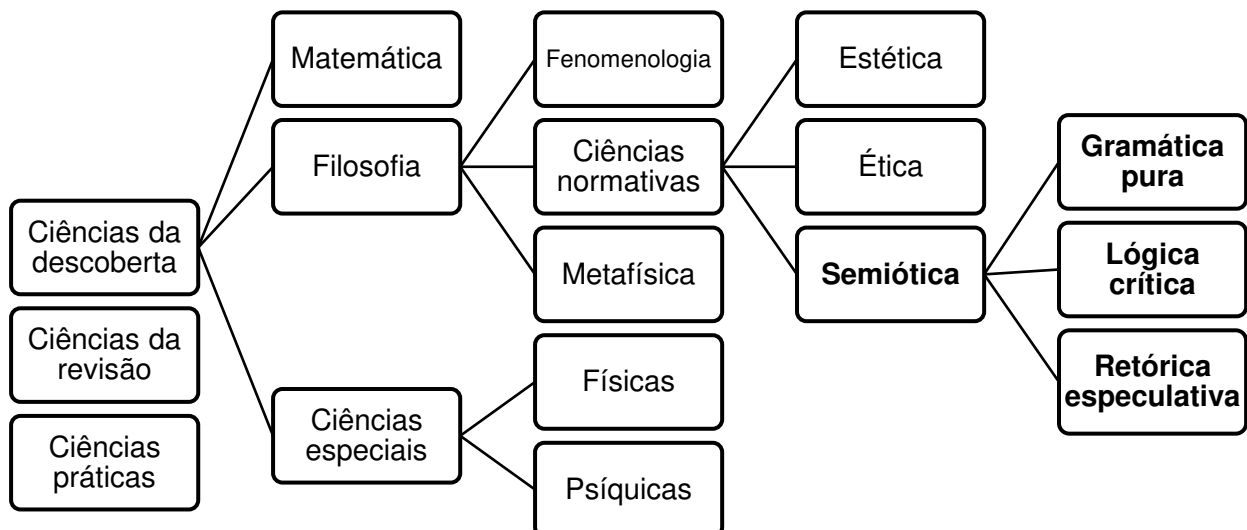 Matemática
Fenomenologia
Estética
Filosofia
Ciências
normativas
Ética
Gramática
pura
Ciências da
descoberta
Metafísica
Semiótica
Lógica
crítica
Ciências da
revisão
Ciências
especiais
Físicas
Retórica
especulativa
Ciências
práticas
Psíquicas